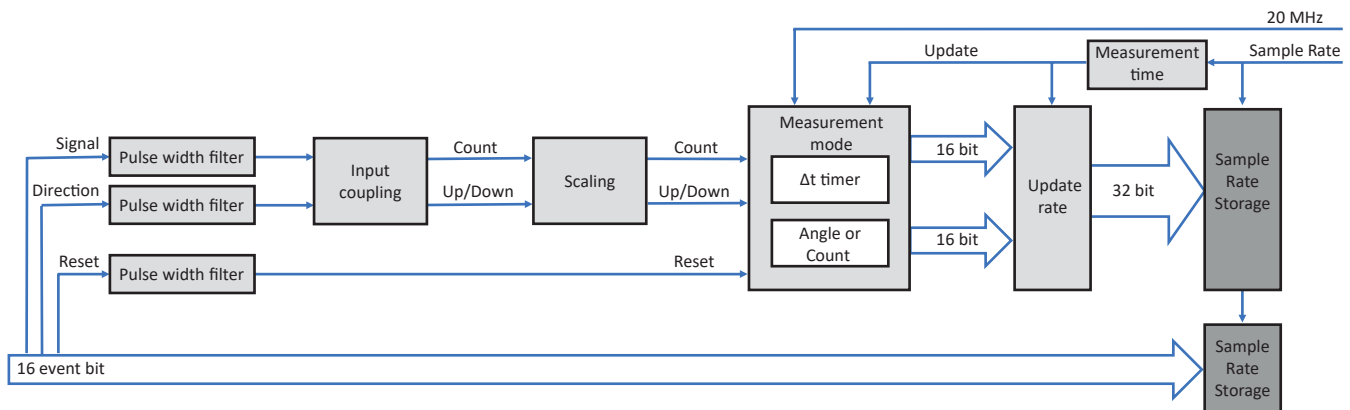 20 MHz
Update
Measurement
time
Sample Rate
Signal
Pulse width filter
Direction
Pulse width filter
Reset
Pulse width filter
Input
coupling
Count
Up/Down
Scaling
Count
Up/Down
Reset
Measurement
mode
Δt timer
Angle or
Count
16 bit
16 bit
Update
rate
32 bit
Sample
Rate
Storage
16 event bit
Sample
Rate
Storage